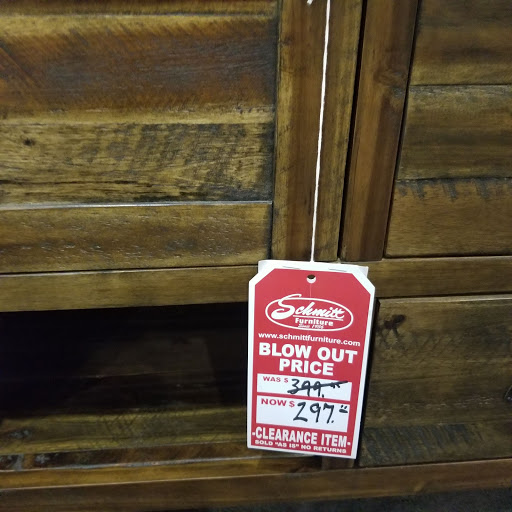 Schmitt
Furniture
www.schmittfurniture.com
BLOW OUT
PRICE
WAS $ 399.
NOW $ 297.
-CLEARANCE ITEM-
SOLD "AS IS" NO RETURNS